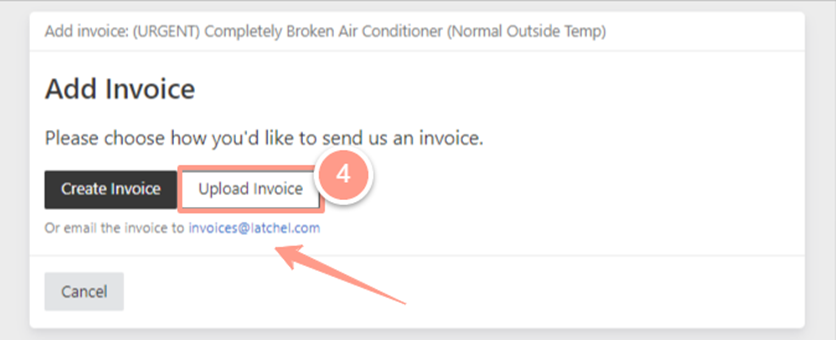 Add invoice: (URGENT) Completely Broken Air Conditioner (Normal Outside Temp)
Add Invoice
Please choose how you'd like to send us an invoice.
Create Invoice
Upload Invoice
4
Or email the invoice to invoices@latchel.com
Cancel